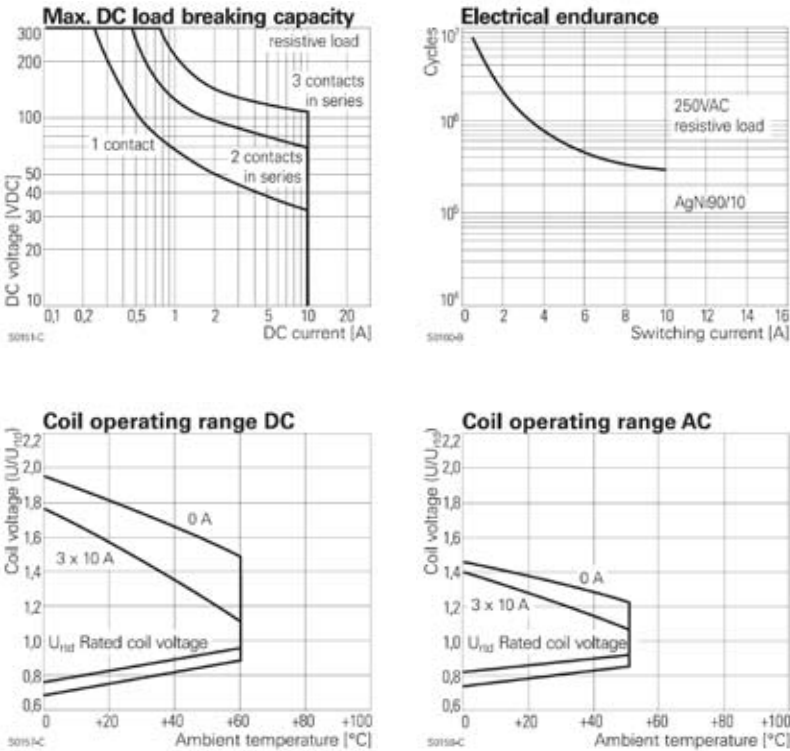 Max. DC load breaking capacity
DC voltage [VDC]
300
200
100
50
40
30
20
10
resistive load
3 contacts
in series
1 contact
2 contacts
in series
0,1 0,2 0,5 1 2 5 10 20
DC current [A]
S0151-C
Electrical endurance
Cycles
10⁷
10⁶
10⁵
10⁴
250VAC
resistive load
AgNi90/10
0 2 4 6 8 10 12 14 16
Switching current [A]
S0160-B
Coil operating range DC
Coil voltage (U/Urtd)
2,2
2,0
1,8
1,6
1,4
1,2
1,0
0,8
0,6
0 A
3 x 10 A
Urtd Rated coil voltage
0 +20 +40 +60 +80 +100
Ambient temperature [°C]
S0157-C
Coil operating range AC
Coil voltage (U/Urtd)
2,2
2,0
1,8
1,6
1,4
1,2
1,0
0,8
0,6
0 A
3 x 10 A
Urtd Rated coil voltage
0 +20 +40 +60 +80 +100
Ambient temperature [°C]